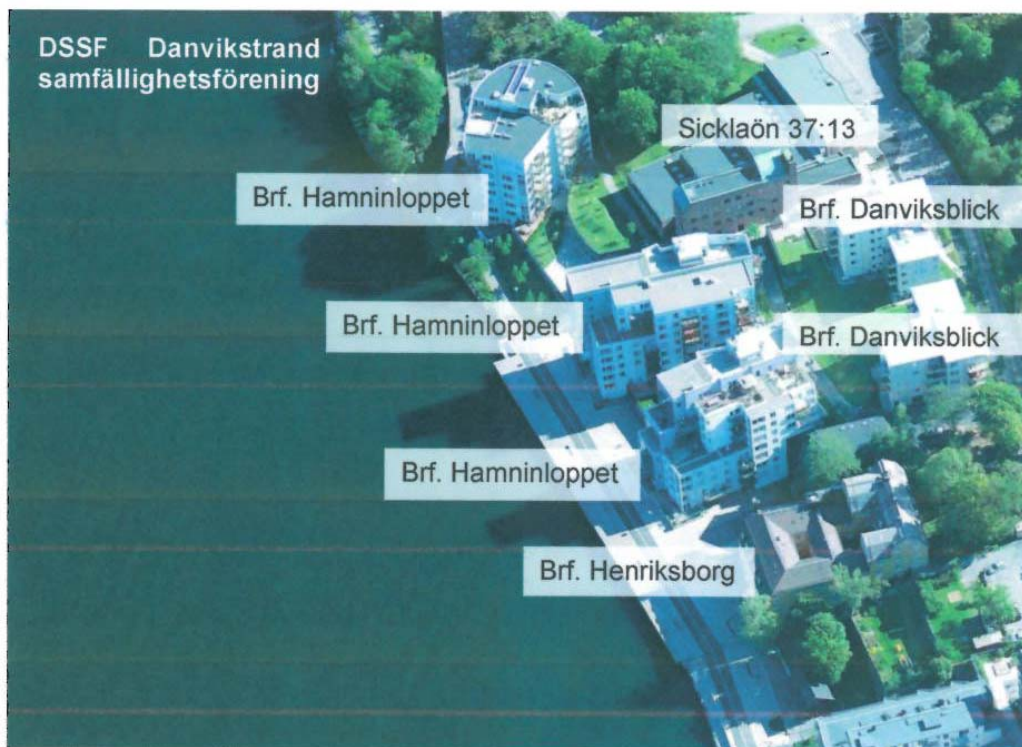 DSSF Danvikstrand
samfällighetsförening
Sicklaön 37:13
Brf. Hamninloppet
Brf. Danviksblick
Brf. Hamninloppet
Brf. Danviksblick
Brf. Hamninloppet
Brf. Henriksborg